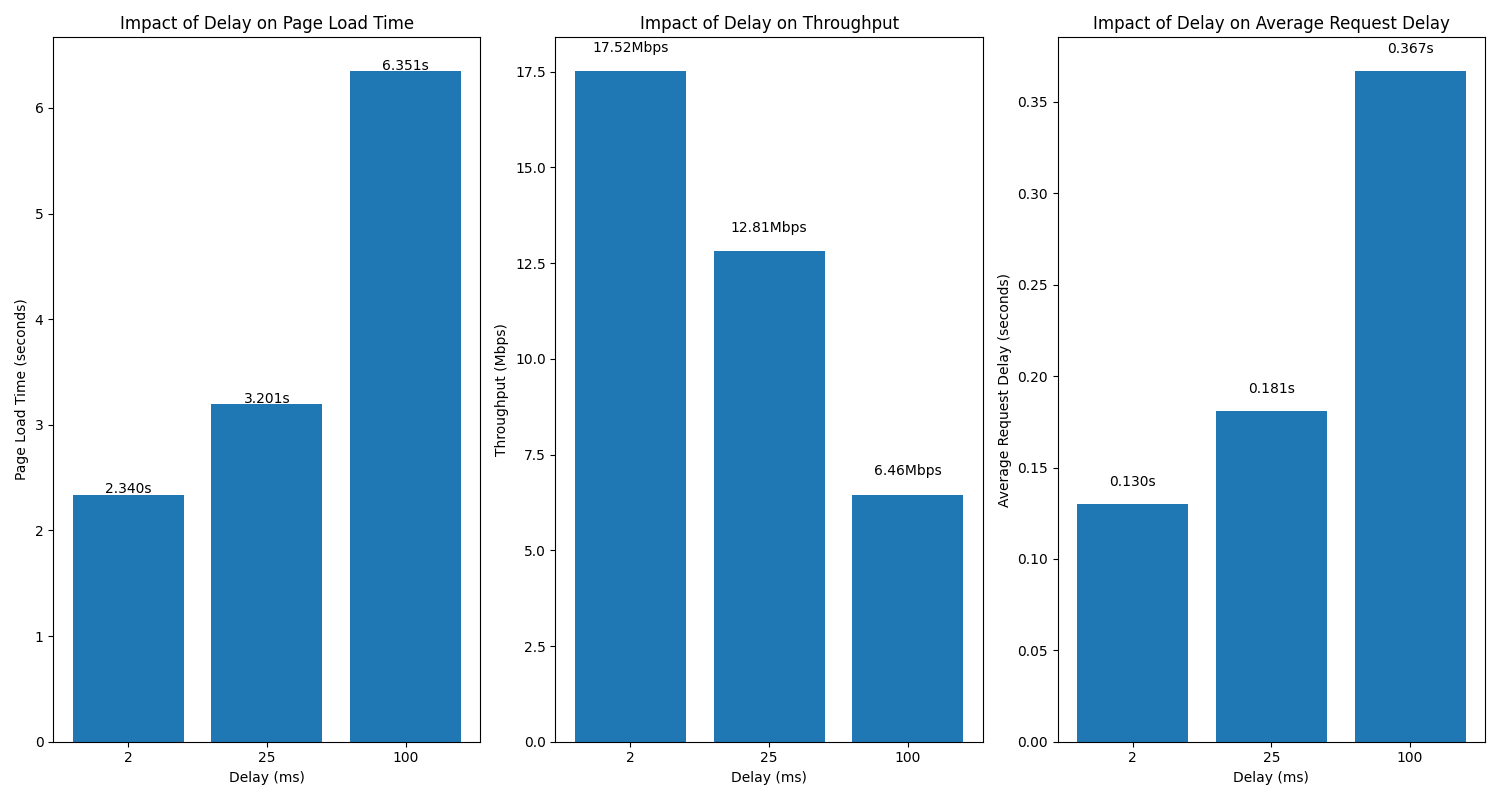 Impact of Delay on Page Load Time
Page Load Time (seconds)
6
5
4
3
2
1
0
6.351s
3.201s
2.340s
2
25
100
Delay (ms)
Impact of Delay on Throughput
Throughput (Mbps)
17.5
15.0
12.5
10.0
7.5
5.0
2.5
0.0
17.52Mbps
12.81Mbps
6.46Mbps
2
25
100
Delay (ms)
Impact of Delay on Average Request Delay
Average Request Delay (seconds)
0.35
0.30
0.25
0.20
0.15
0.10
0.05
0.00
0.367s
0.181s
0.130s
2
25
100
Delay (ms)